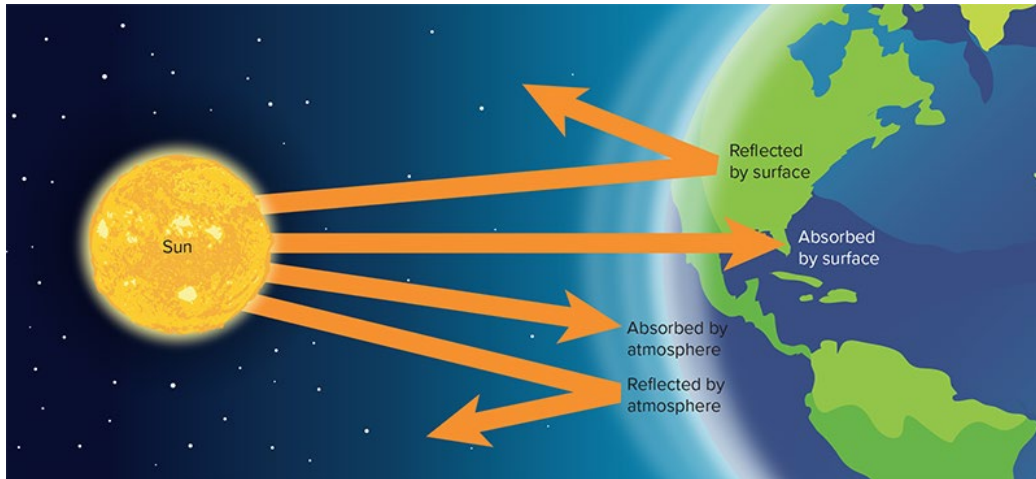 Sun
Reflected
by surface
Absorbed
by surface
Absorbed by
atmosphere
Reflected by
atmosphere